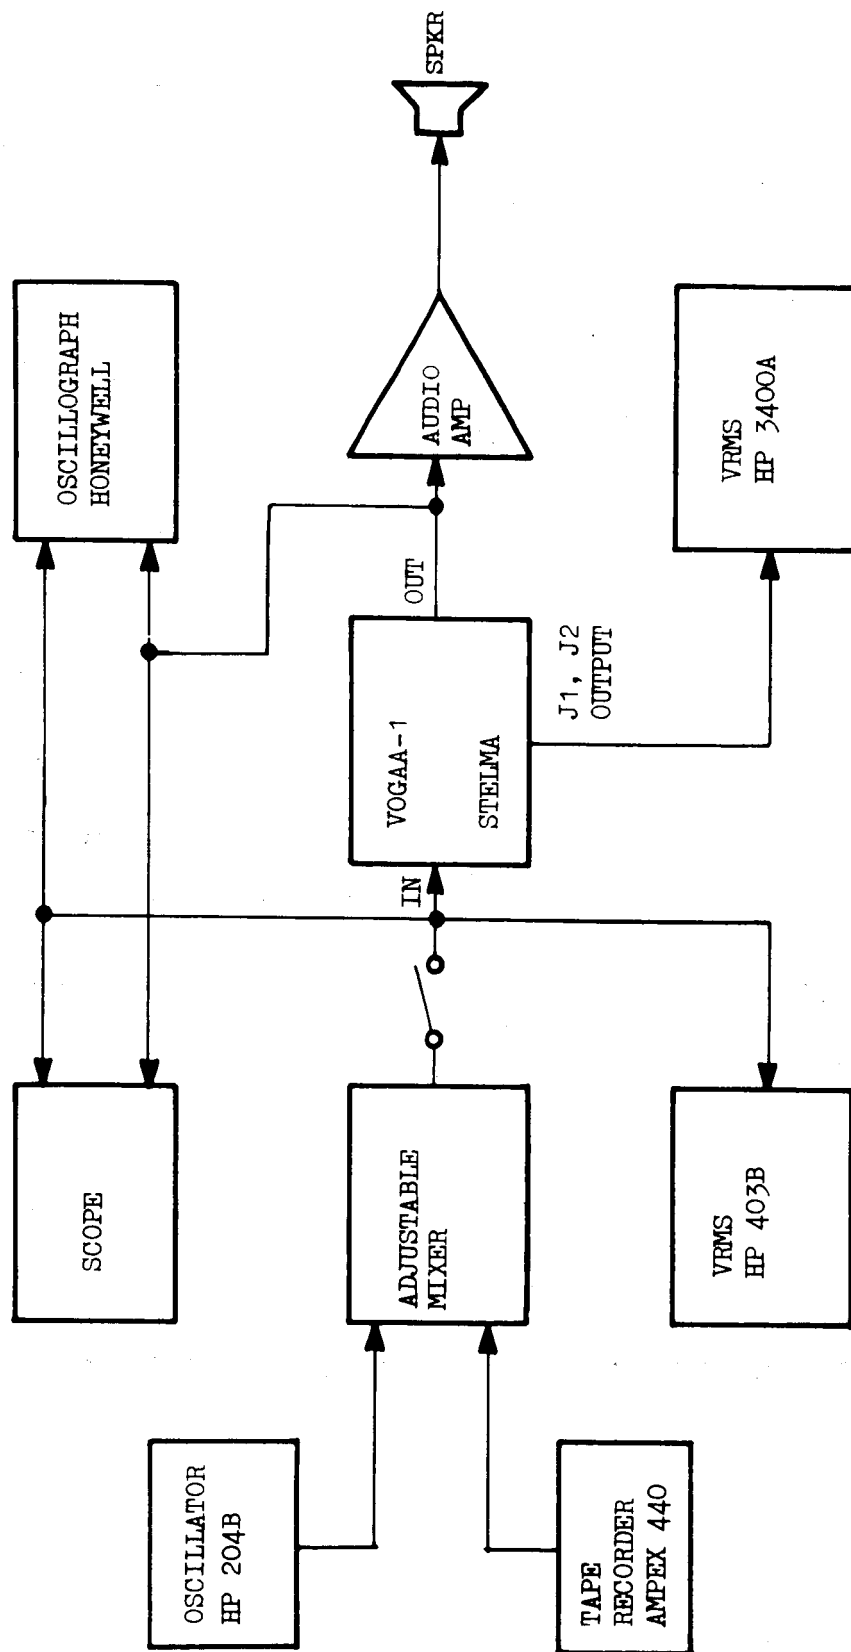 OSCILLATOR
HP 204B
TAPE
RECORDER
AMPEX 440
SCOPE
ADJUSTABLE
MIXER
VRMS
HP 403B
IN
VOGAA-1
STELMA
OUT
J1, J2
OUTPUT
OSCILLOGRAPH
HONEYWELL
AUDIO
AMP
VRMS
HP 3400A
SPKR